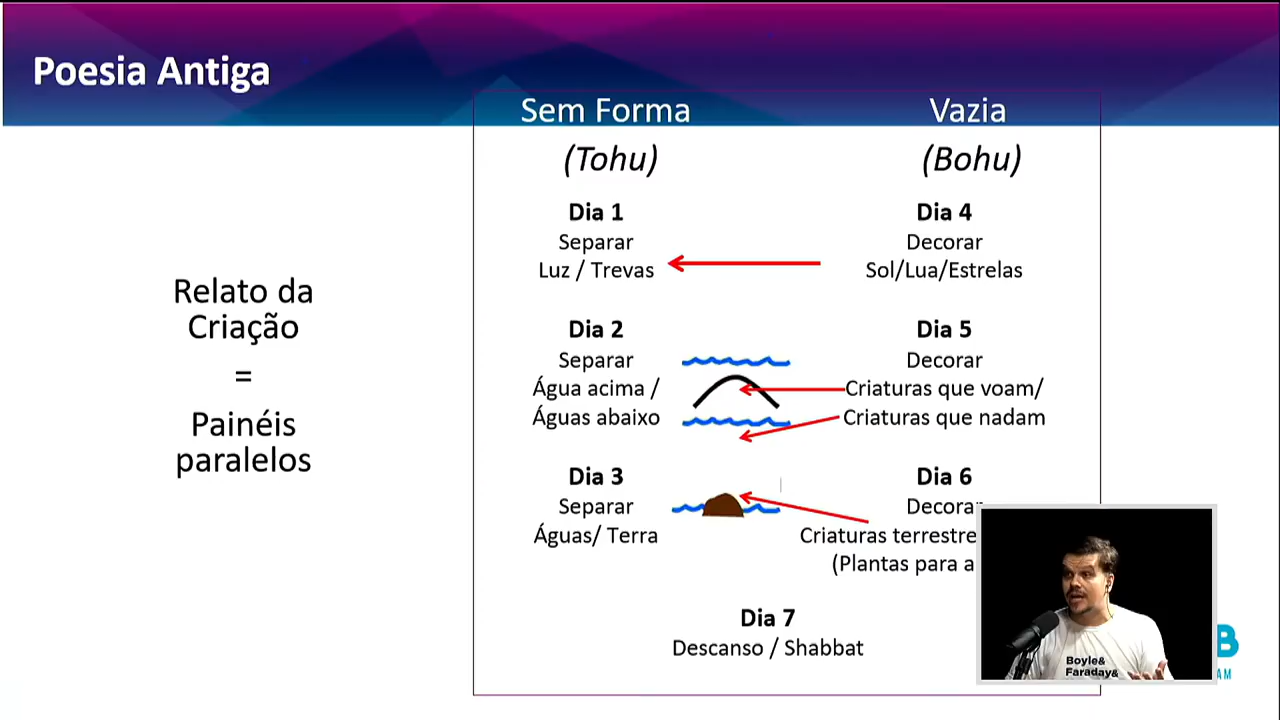 Poesia Antiga
Sem Forma
(Tohu)
Vazia
(Bohu)
Relato da
Criação
=
Painéis
paralelos
Dia 1
Separar
Luz / Trevas
Dia 4
Decorar
Sol/Lua/Estrelas
Dia 2
Separar
Água acima /
Águas abaixo
Dia 5
Decorar
Criaturas que voam/
Criaturas que nadam
Dia 3
Separar
Águas/ Terra
Dia 6
Decorar
Criaturas terrestre
(Plantas para a
Dia 7
Descanso / Shabbat
Boyle&
Faraday&
B
AM